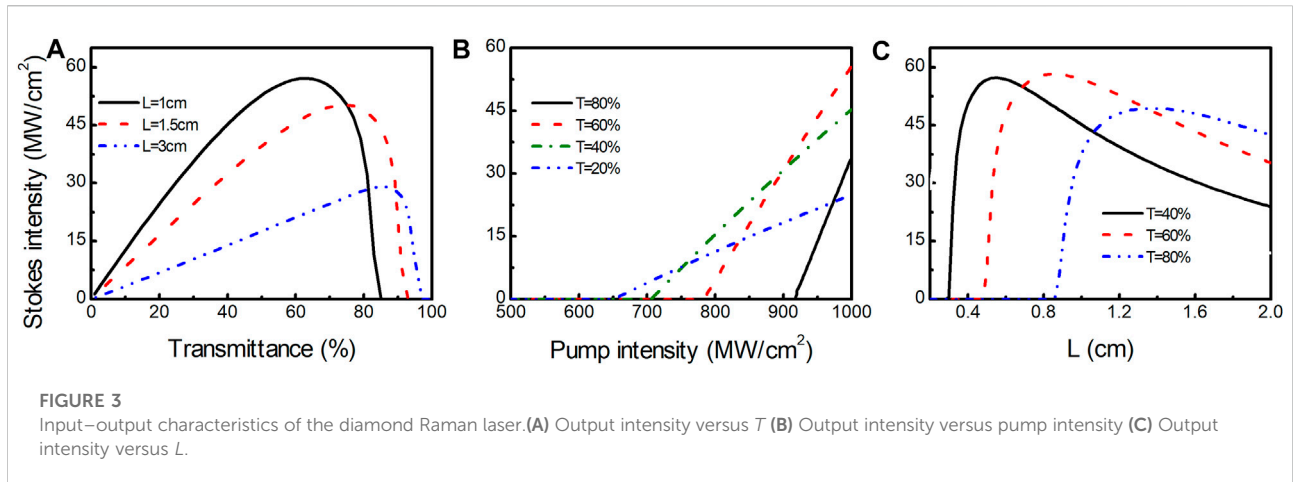 A
B
C
Stokes intensity (MW/cm²)
60
45
30
15
0
L=1cm
L=1.5cm
L=3cm
0 20 40 60 80 100
Transmittance (%)
60
45
30
15
0
T=80%
T=60%
T=40%
T=20%
500 600 700 800 900 1000
Pump intensity (MW/cm²)
60
45
30
15
0
T=40%
T=60%
T=80%
0.4 0.8 1.2 1.6 2.0
L (cm)
FIGURE 3
Input–output characteristics of the diamond Raman laser.(A) Output intensity versus T (B) Output intensity versus pump intensity (C) Output
intensity versus L.